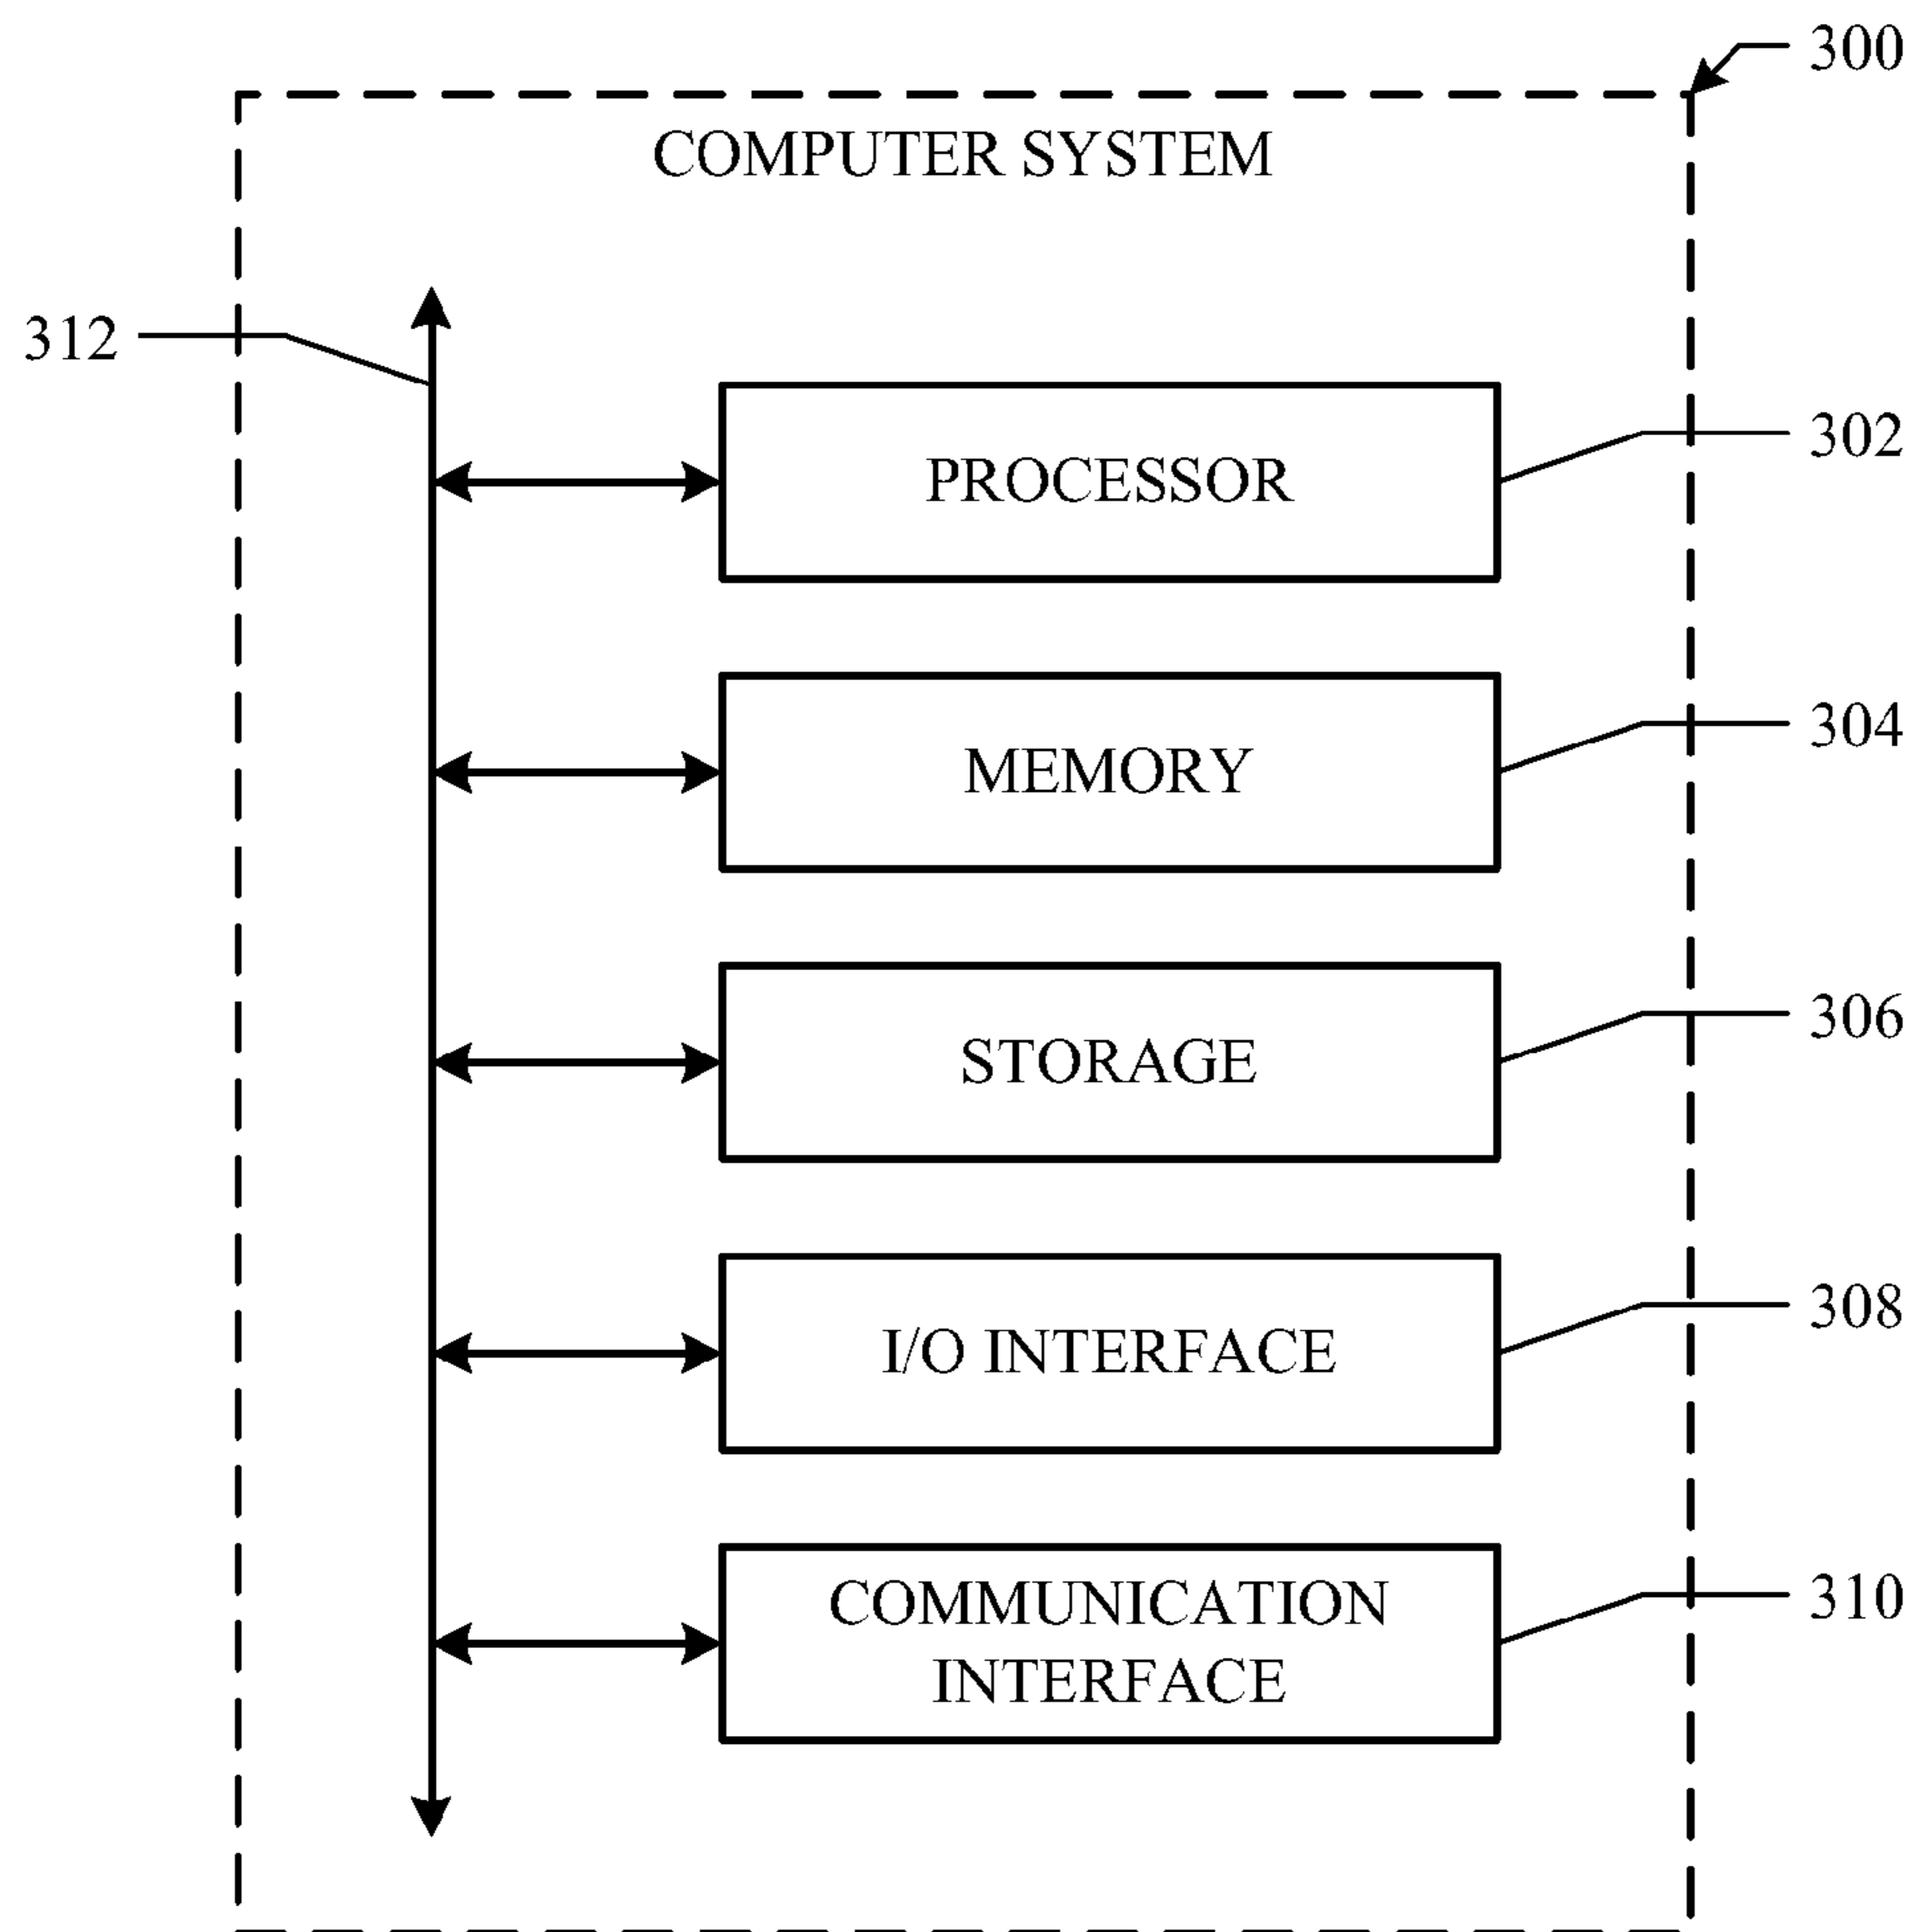 300
COMPUTER SYSTEM
312
PROCESSOR
302
MEMORY
304
STORAGE
306
I/O INTERFACE
308
COMMUNICATION
INTERFACE
310